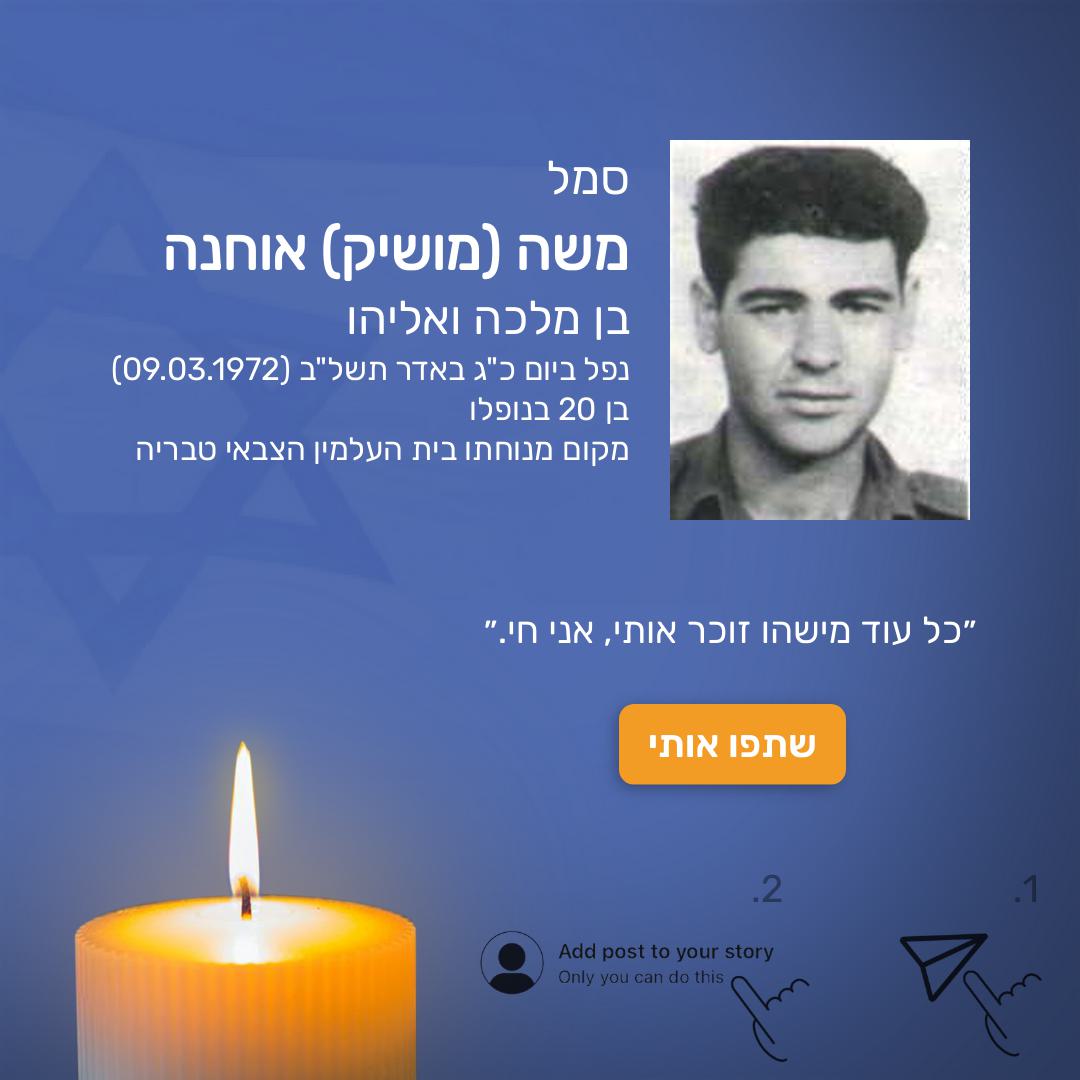 סמל
משה (מושיק) אוחנה
בן מלכה ואליהו
נפל ביום כ"ג באדר תשל"ב (09.03.1972)
בן 20 בנופלו
מקום מנוחתו בית העלמין הצבאי טבריה
״כל עוד מישהו זוכר אותי, אני חי.״
שתפו אותי
1.
2.
Add post to your story
Only you can do this